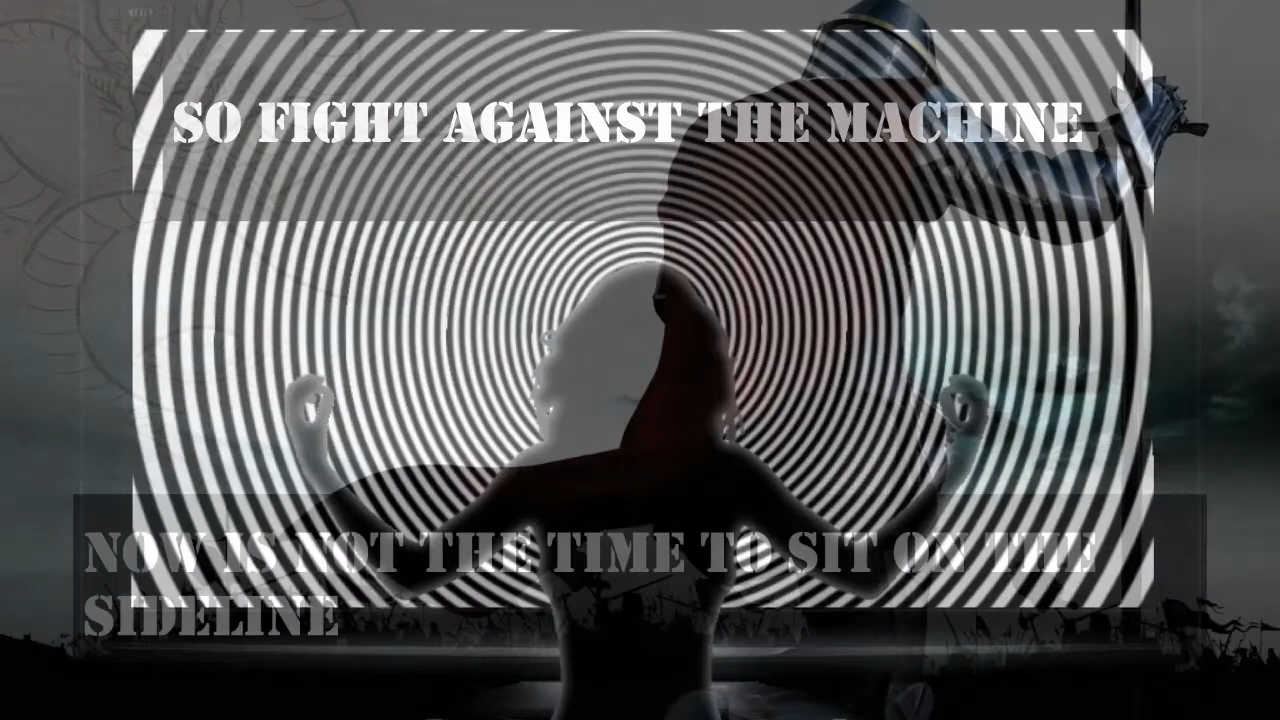 SO FIGHT AGAINST THE MACHINE
NOW IS NOT THE TIME TO SIT ON THE
SIDELINE